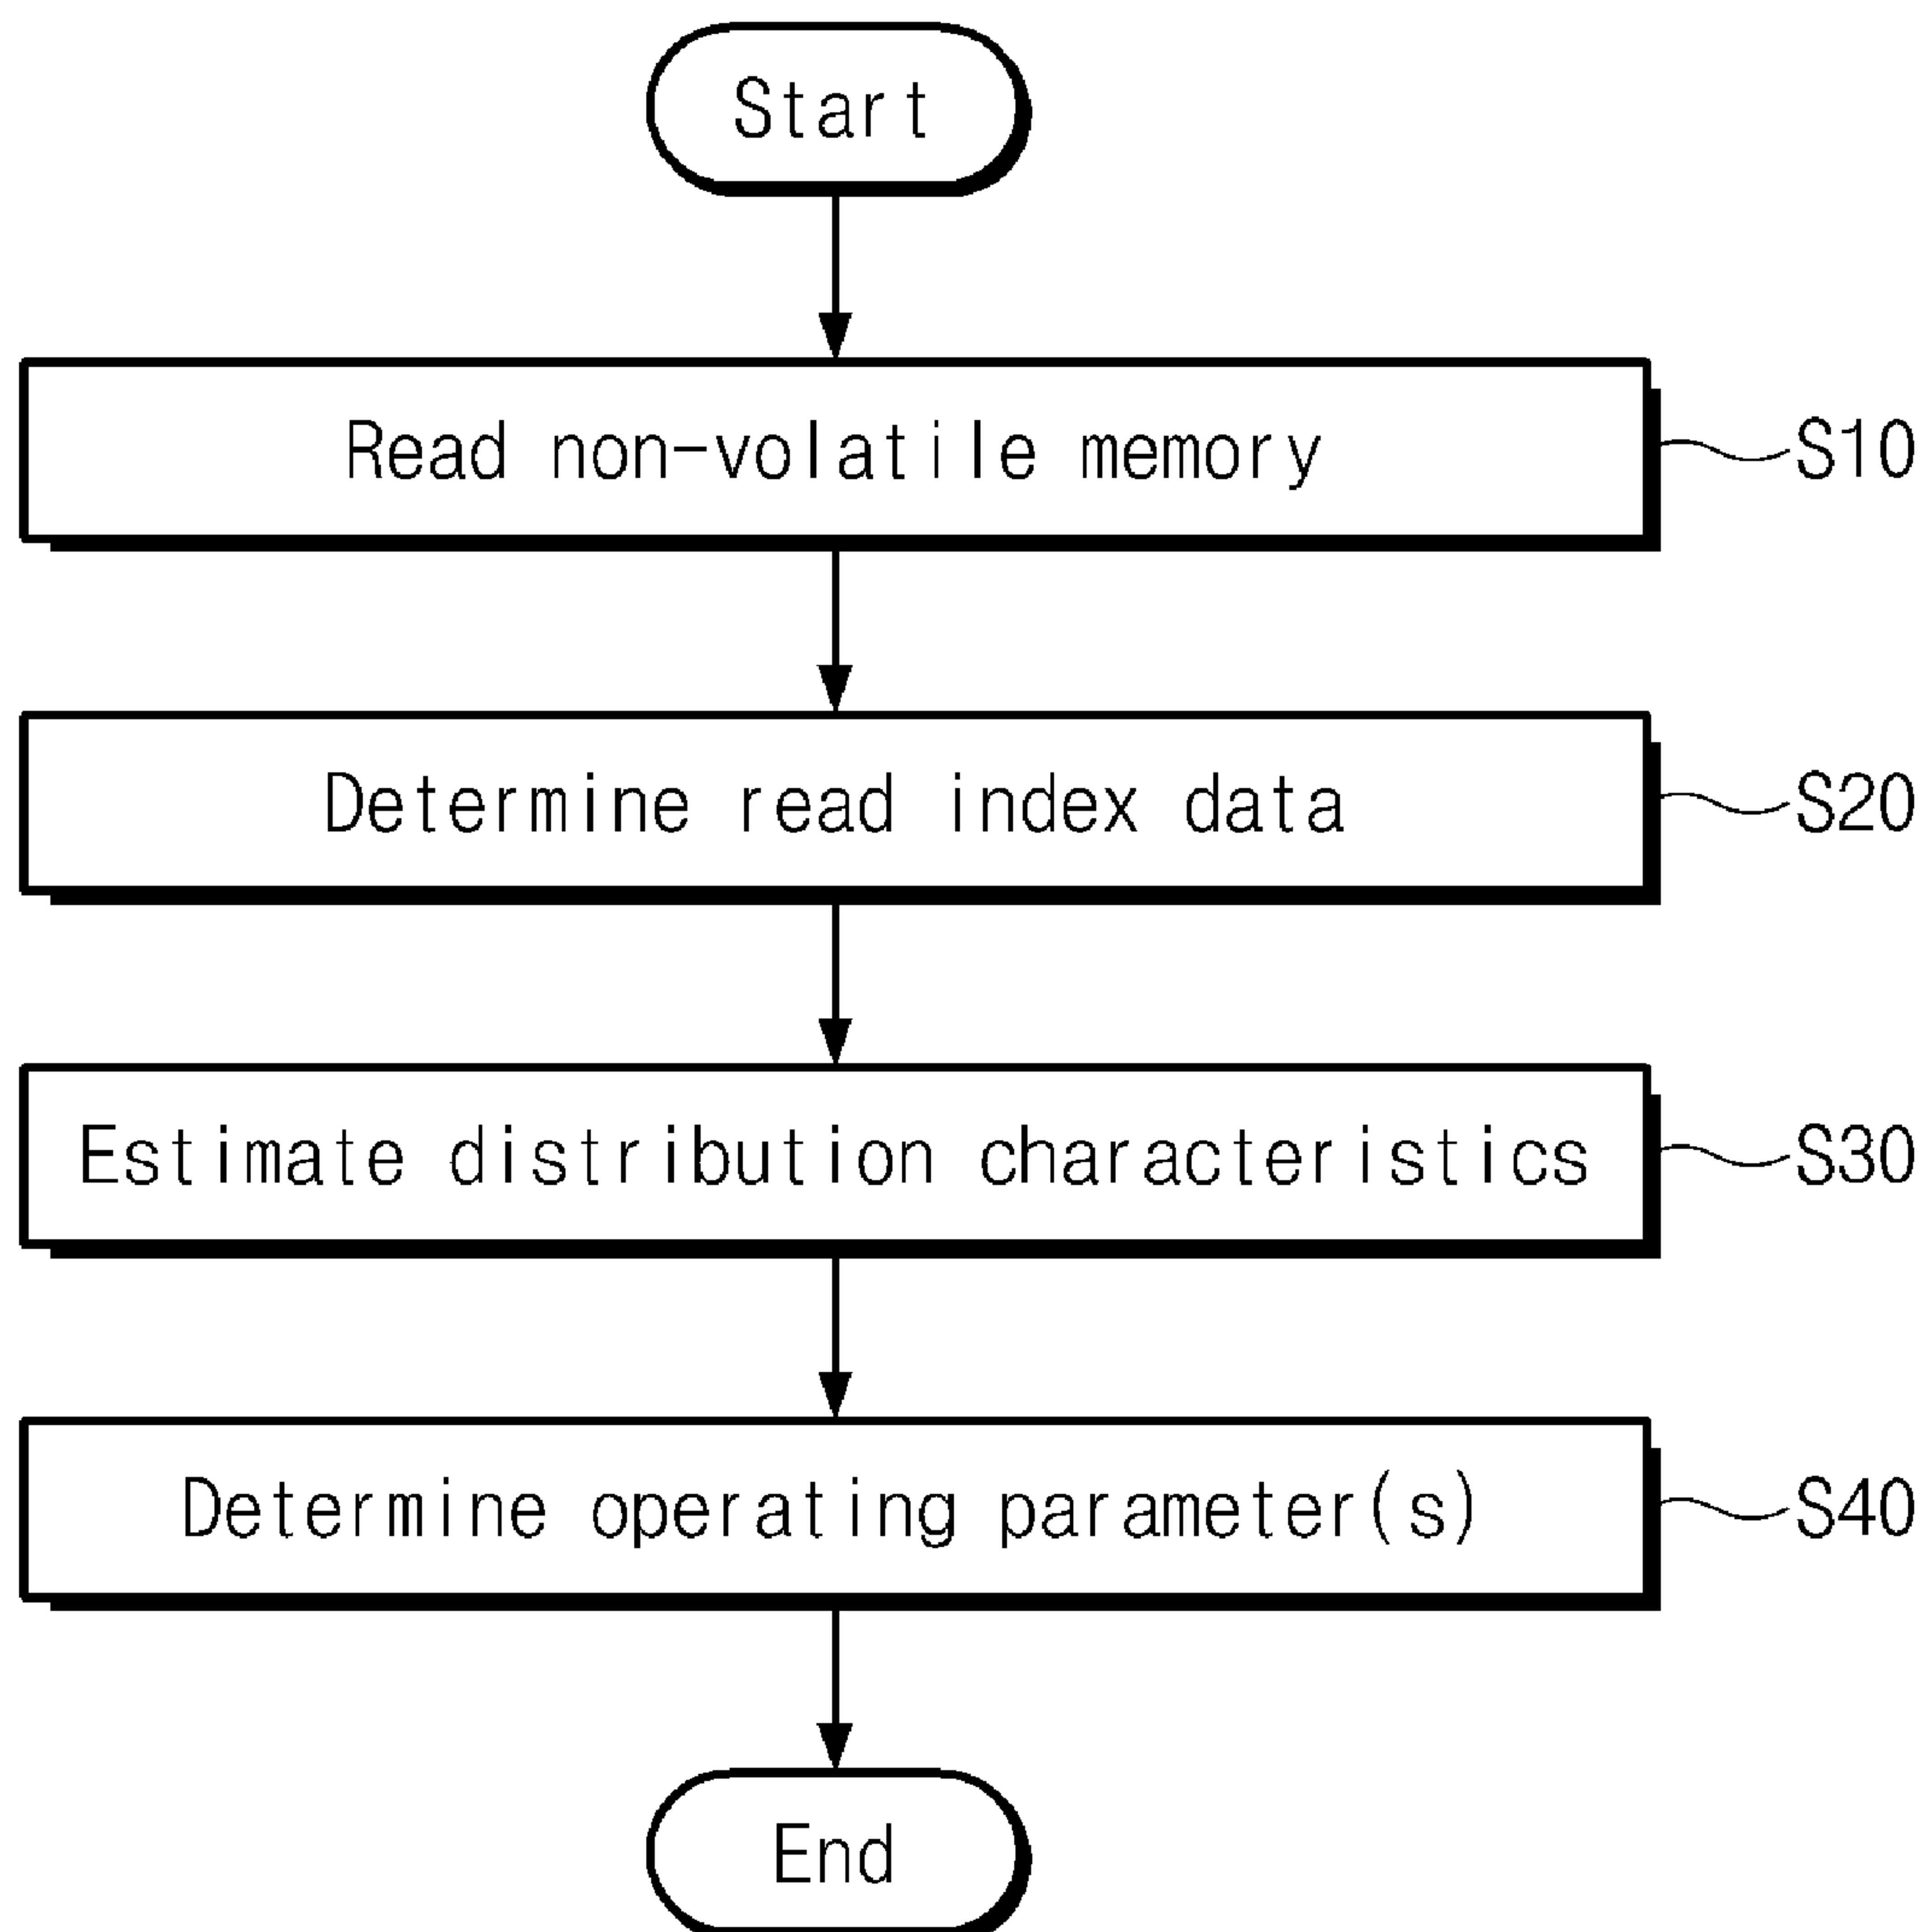 Start
Read non-volatile memory
S10
Determine read index data
S20
Estimate distribution characteristics
S30
Determine operating parameter(s)
S40
End